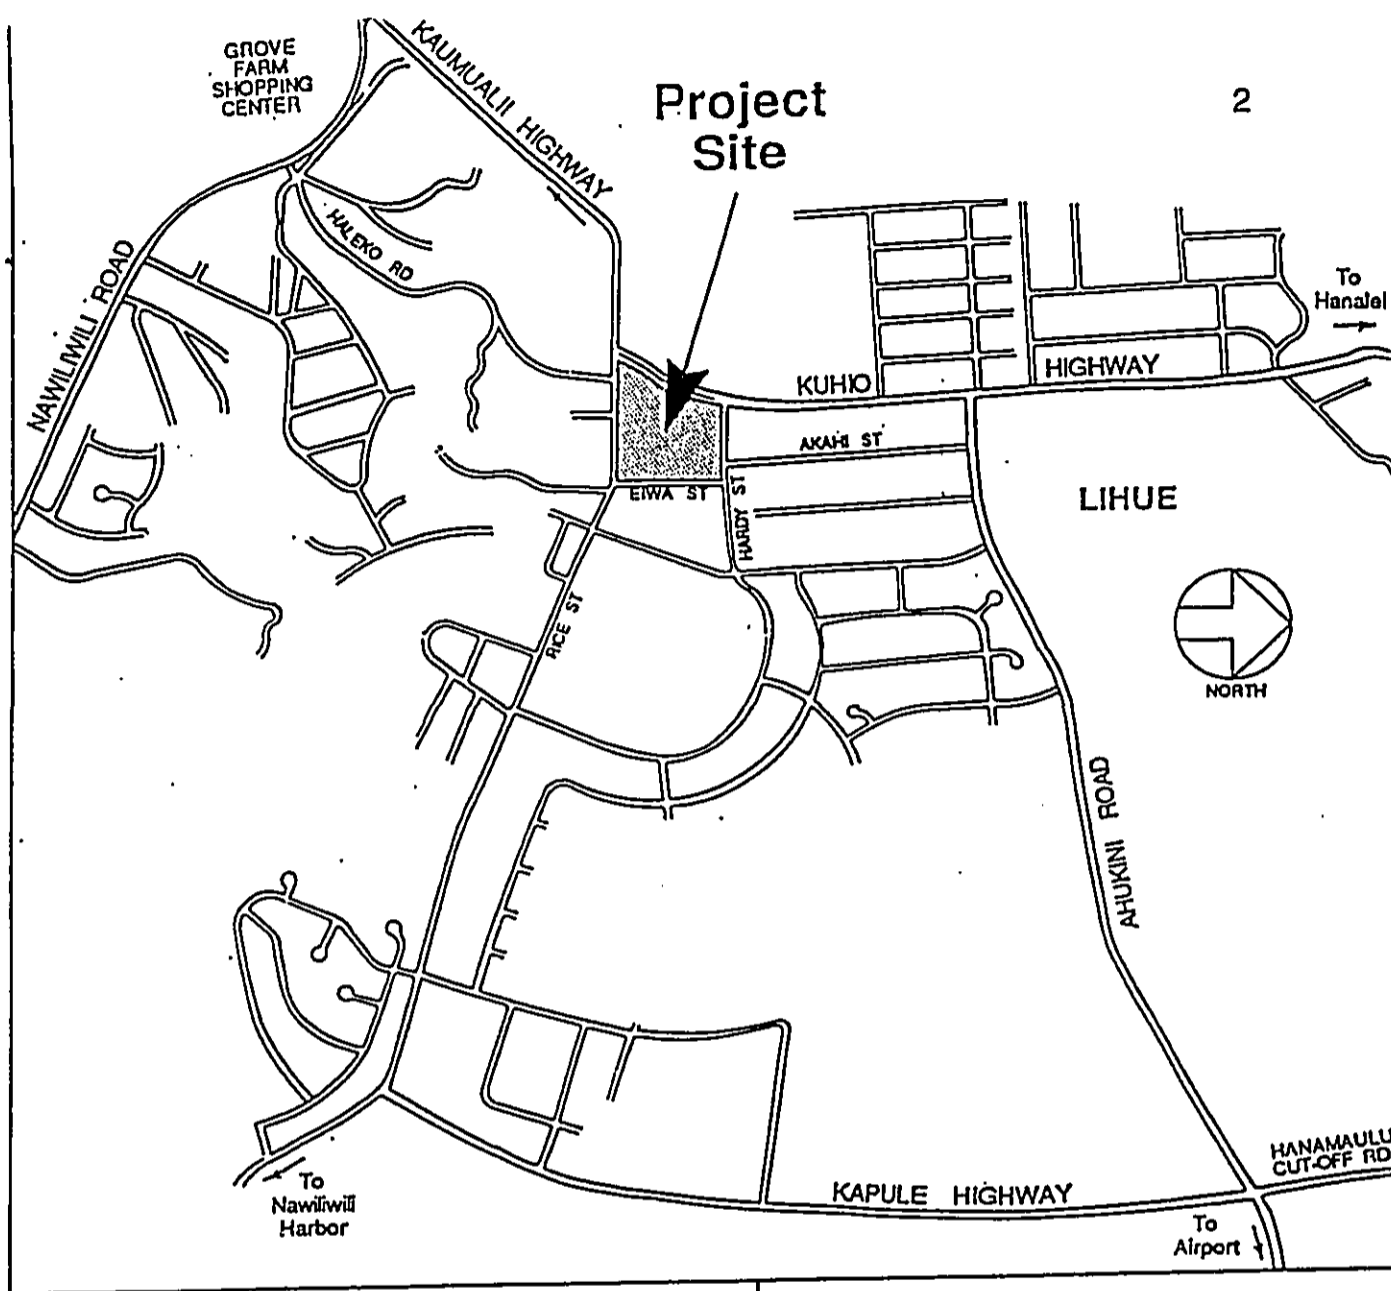 GROVE
FARM
SHOPPING
CENTER
KAUMUALII HIGHWAY
Project
Site
2
HALEKO RD
NAWILIWILI ROAD
To
Hanalei
KUHIO
HIGHWAY
AKAHI ST
EIWA ST
HARDY ST
LIHUE
RICE ST
NORTH
AHUKINI ROAD
HANAMAULU
CUT-OFF RD
To
Nawiliwili
Harbor
KAPULE HIGHWAY
To
Airport